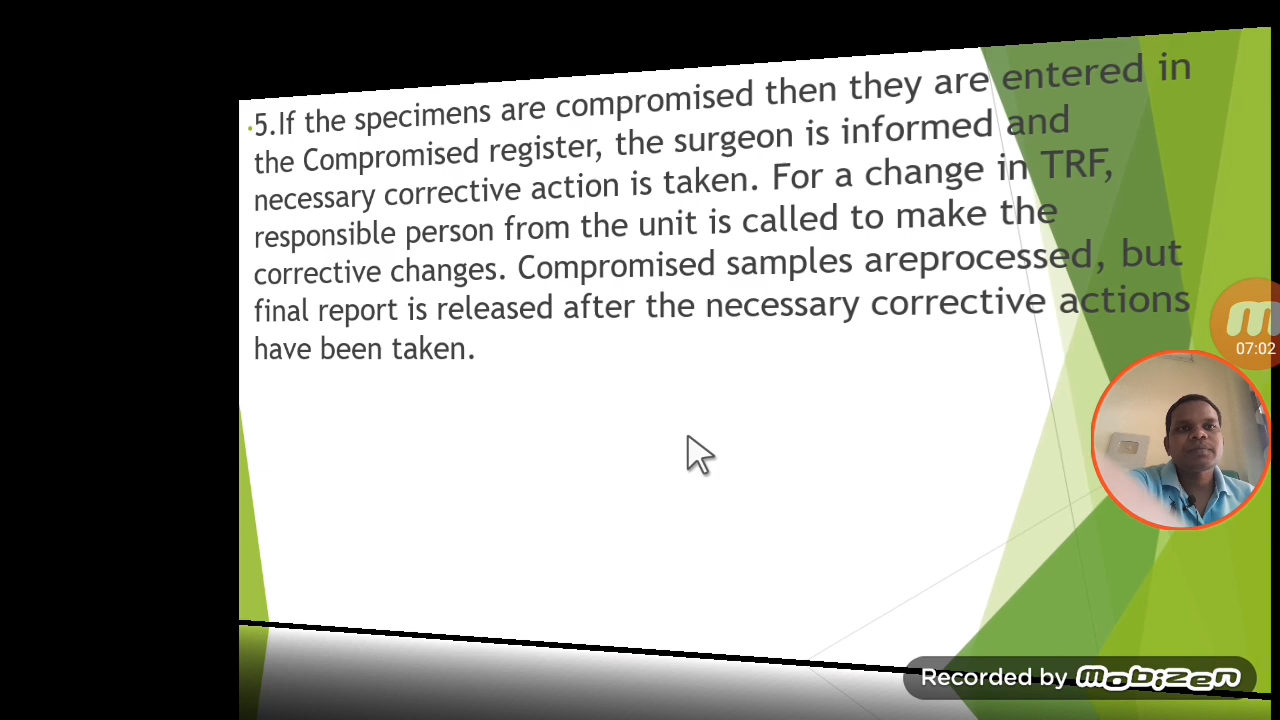 5.If the specimens are compromised then they are entered in
the Compromised register, the surgeon is informed and
necessary corrective action is taken. For a change in TRF,
responsible person from the unit is called to make the
corrective changes. Compromised samples areprocessed, but
final report is released after the necessary corrective actions
have been taken.
07:02
Recorded by mobizen